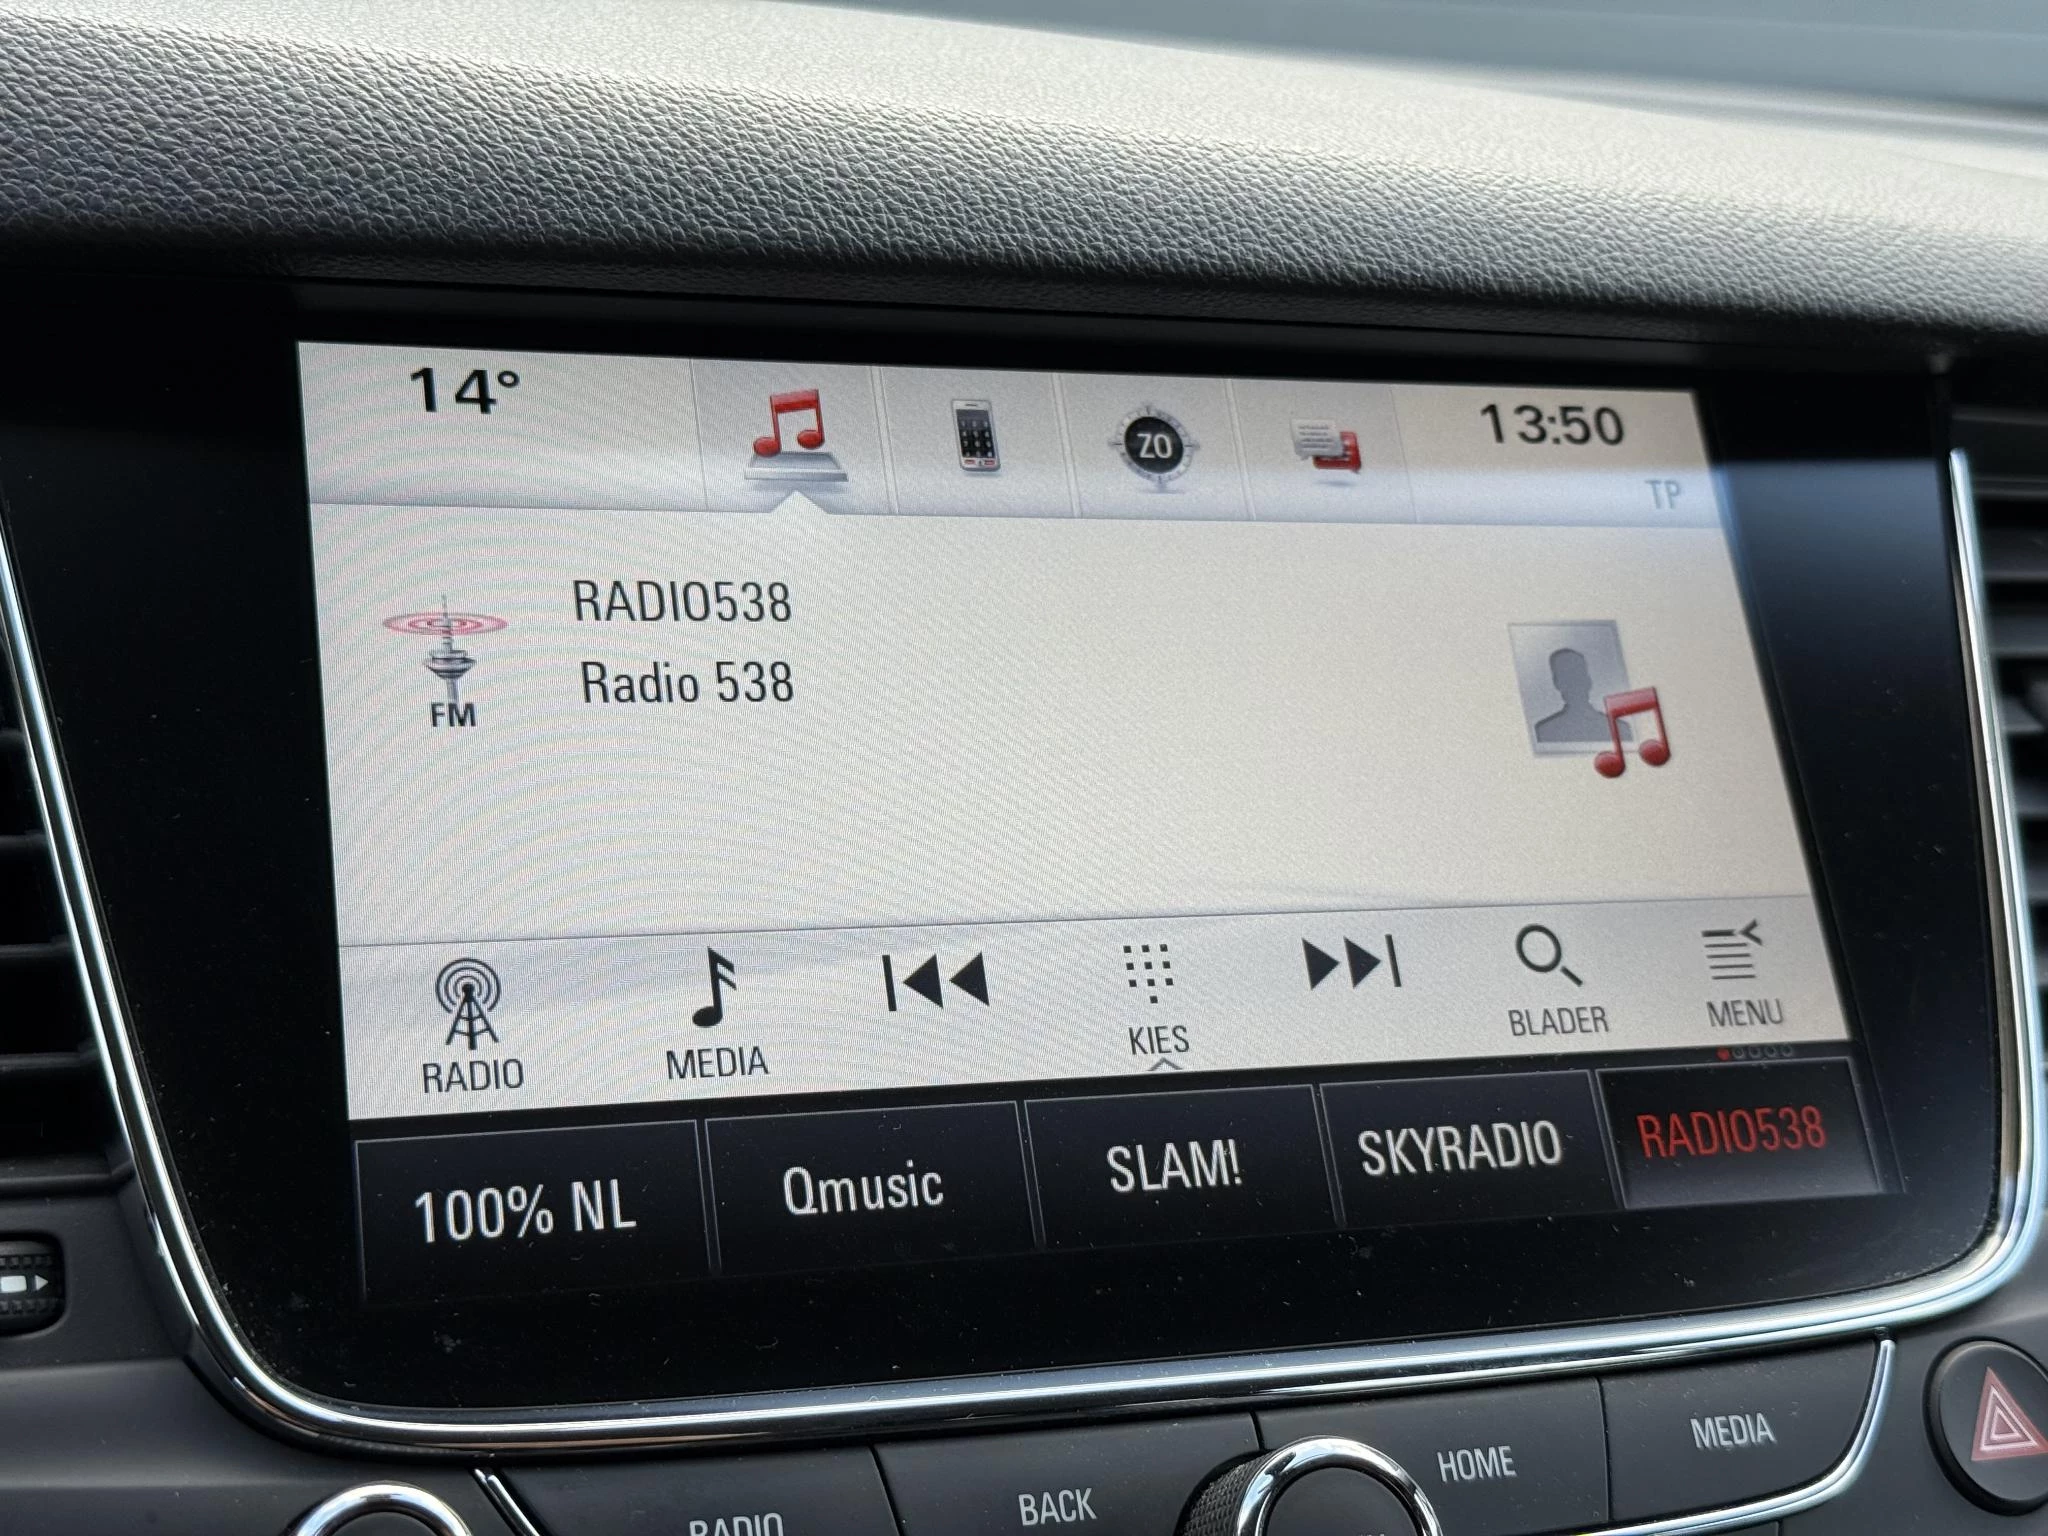 14°
ZO
13:50
TP
RADIO538
Radio 538
FM
RADIO
MEDIA
KIES
BLADER
MENU
100% NL
Qmusic
SLAM!
SKYRADIO
RADIO538
RADIO
BACK
HOME
MEDIA